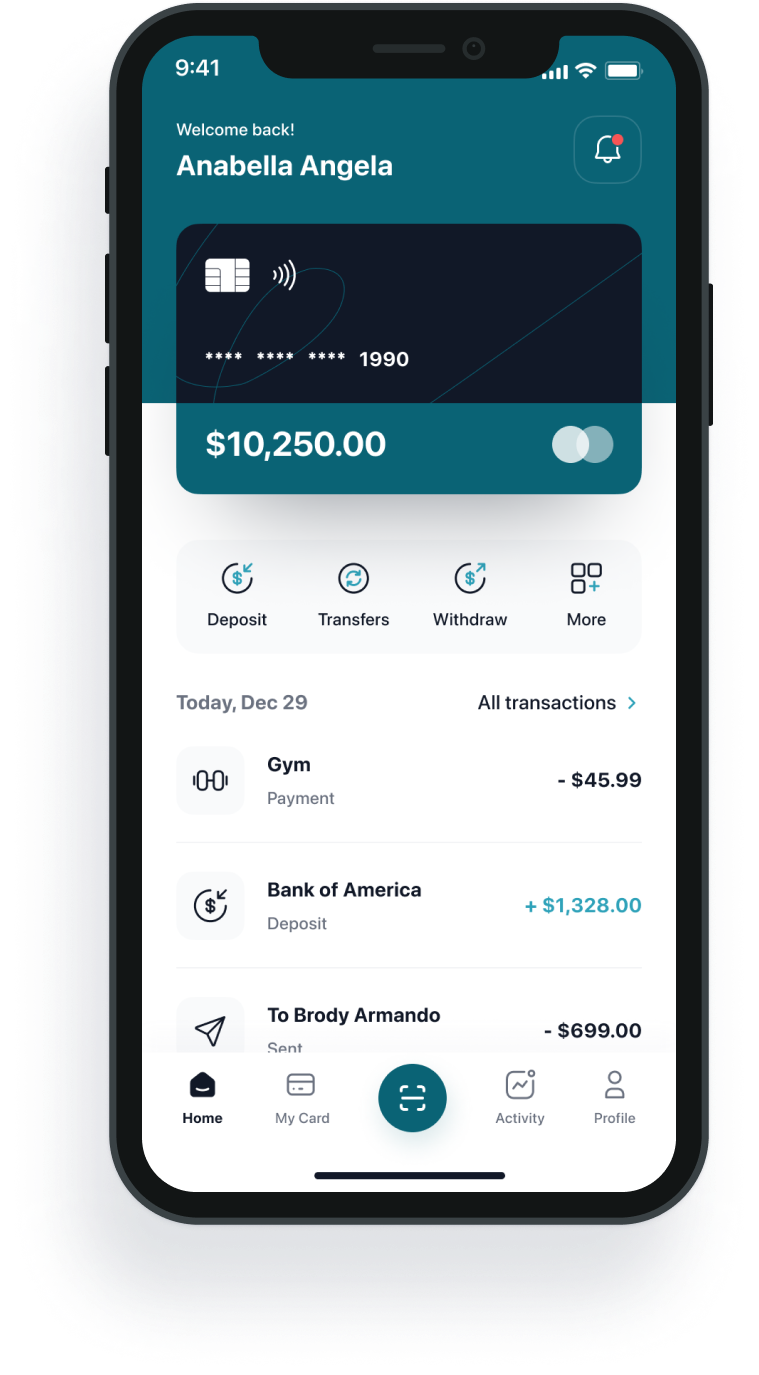 9:41
Welcome back!
Anabella Angela
**** **** **** 1990
$10,250.00
Deposit Transfers Withdraw More
Today, Dec 29 All transactions
Gym
- $45.99
Payment
Bank of America
+ $1,328.00
Deposit
To Brody Armando
- $699.00
Sent
Home My Card Activity Profile